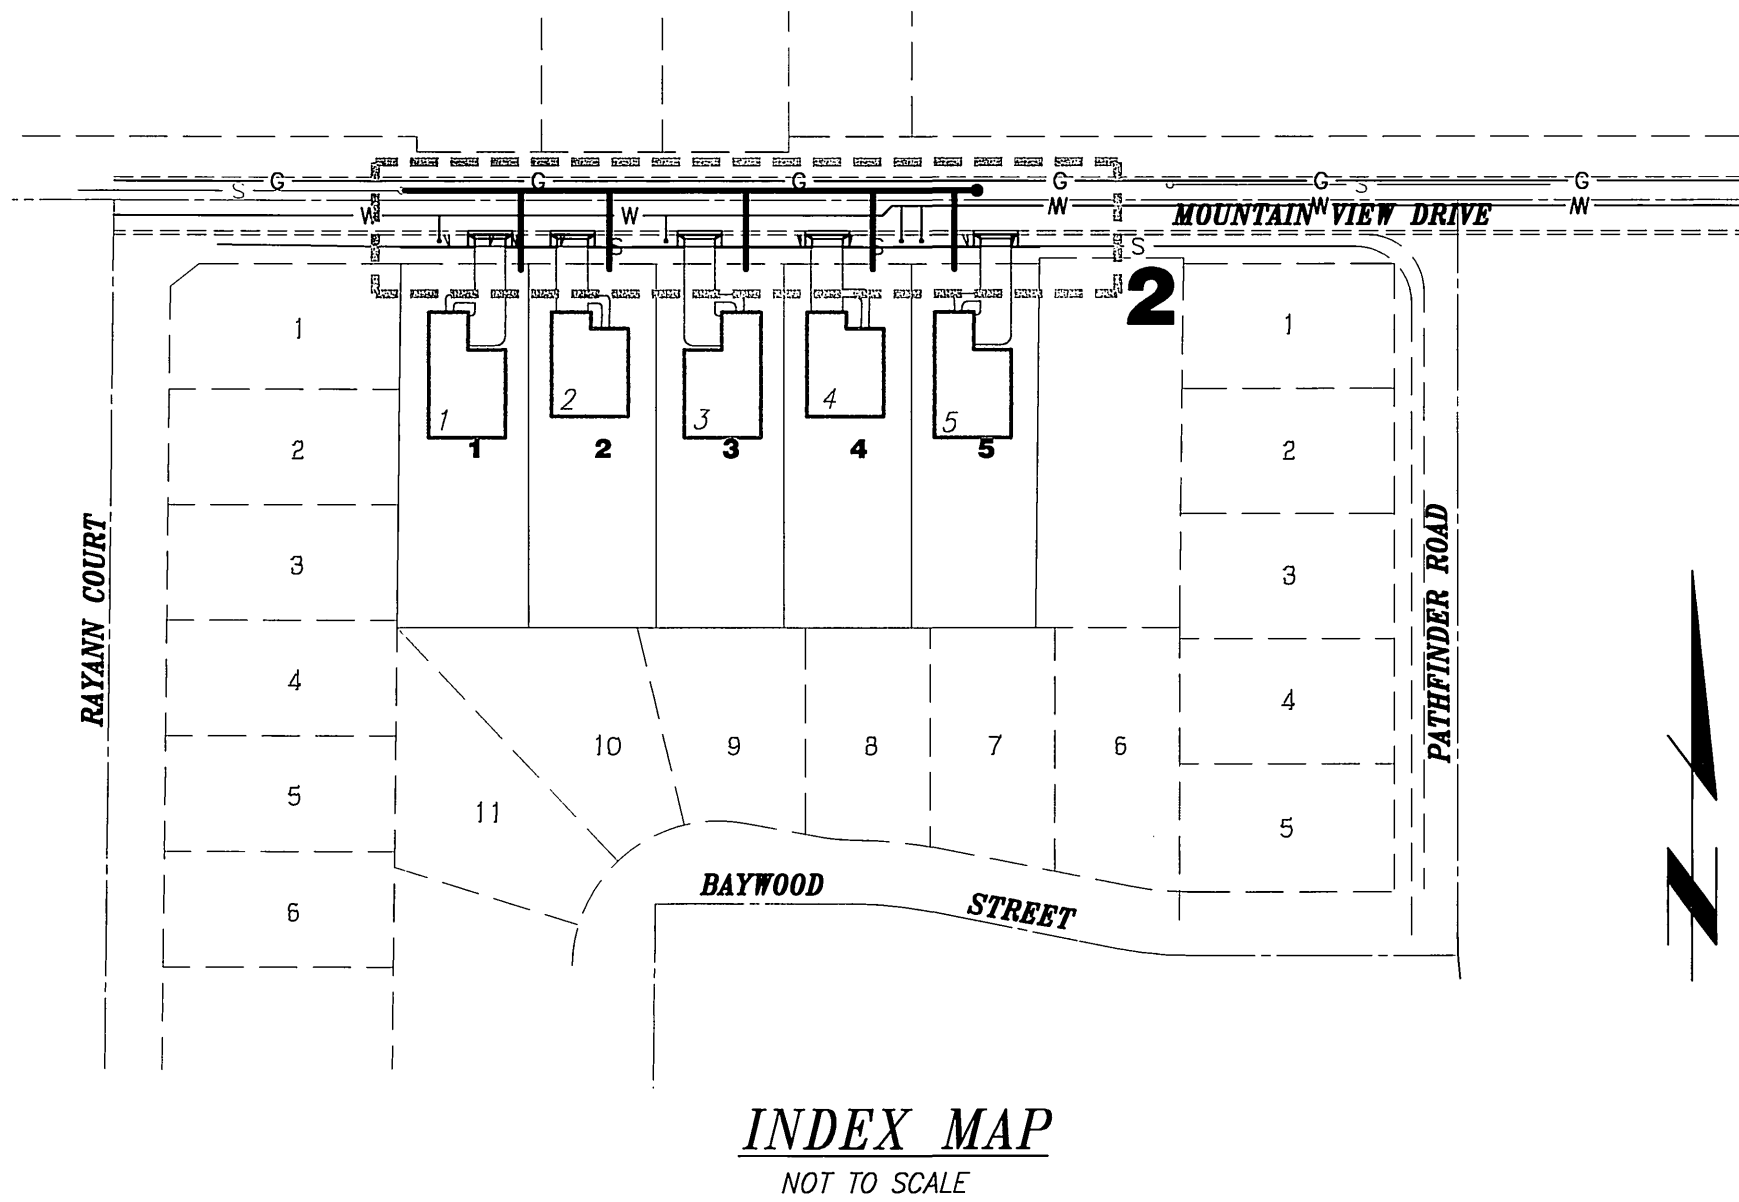 G G G G G G
S S
W W W W W
MOUNTAIN VIEW DRIVE
S S S
2
1 1
1 2 3 4 5
1 2 3 4 5
2 2
3 3
RAYANN COURT
PATHFINDER ROAD
4 4
10 9 8 7 6
5 5
11
BAYWOOD
STREET
6
N
INDEX MAP
NOT TO SCALE